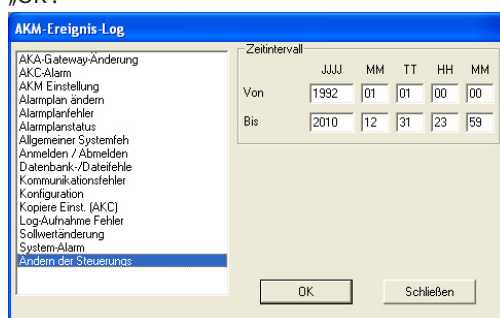 „OK“.
AKM-Ereignis-Log
AKA-Gateway-Änderung
AKC-Alarm
AKM Einstellung
Alarmplan ändern
Alarmplanfehler
Alarmplanstatus
Allgemeiner Systemfeh
Anmelden / Abmelden
Datenbank-/Dateifehle
Kommunikationsfehler
Konfiguration
Kopiere Einst. (AKC)
Log-Aufnahme Fehler
Sollwertänderung
System-Alarm
Ändern der Steuerungs
Zeitintervall
JJJJ MM TT HH MM
Von 1992 01 01 00 00
Bis 2010 12 31 23 59
OK Schließen